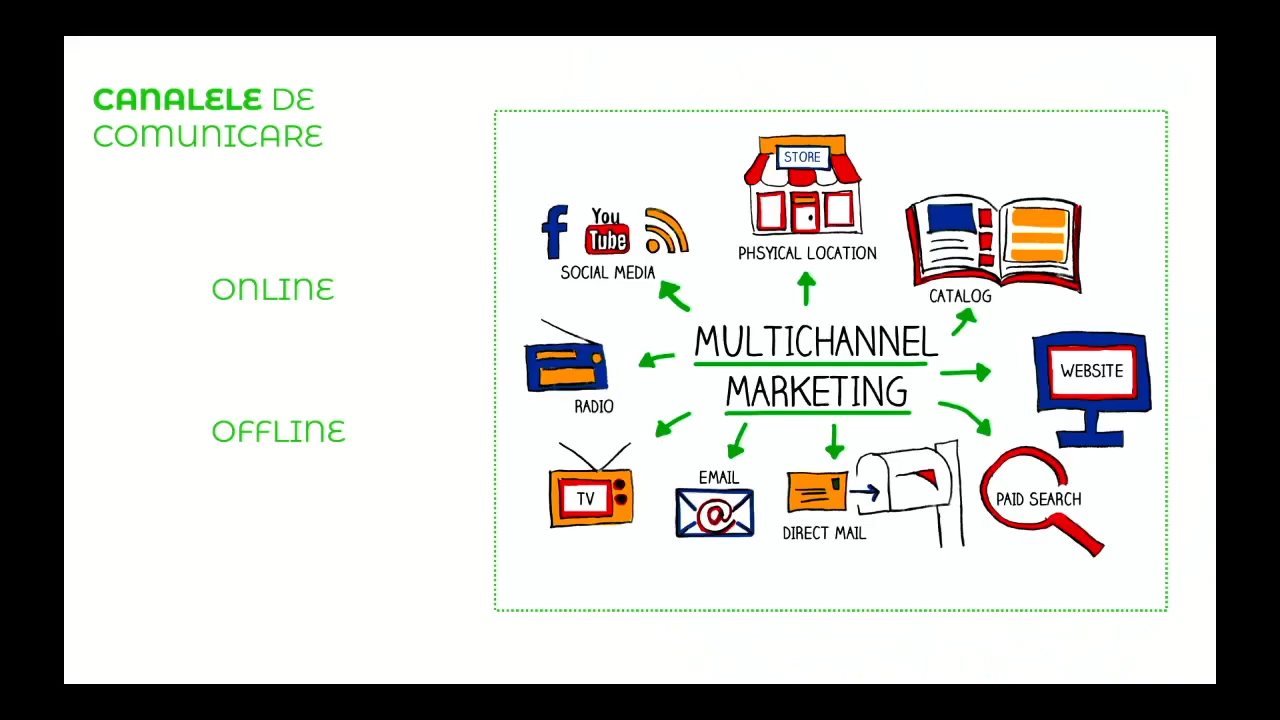 CANALELE DE
COMUNICARE
ONLINE
OFFLINE
STORE
PHSYICAL LOCATION
You
Tube
SOCIAL MEDIA
CATALOG
MULTICHANNEL
MARKETING
RADIO
WEBSITE
TV
EMAIL
@
DIRECT MAIL
PAID SEARCH